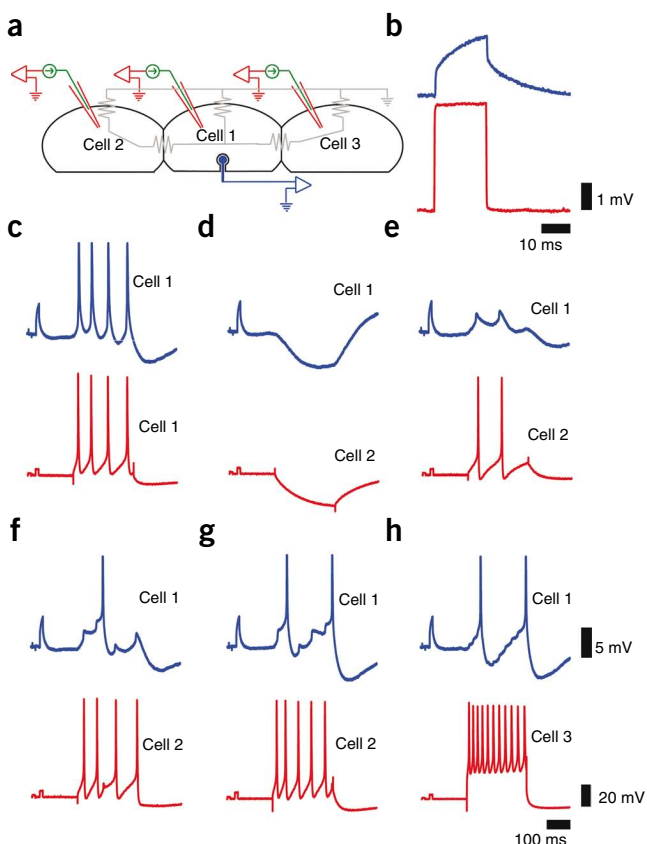 a
b
Cell 2
Cell 1
Cell 3
1 mV
10 ms
c
d
e
Cell 1
Cell 1
Cell 1
Cell 1
Cell 2
Cell 2
f
g
h
Cell 1
Cell 1
Cell 1
5 mV
Cell 2
Cell 2
Cell 3
20 mV
100 ms